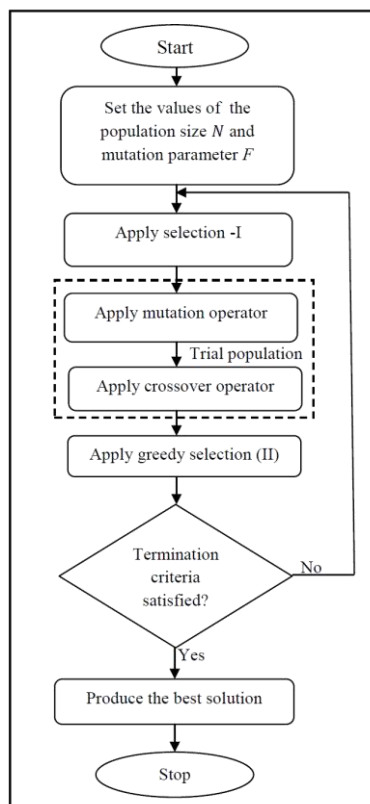 Start
Set the values of the
population size N and
mutation parameter F
Apply selection -I
Apply mutation operator
Trial population
Apply crossover operator
Apply greedy selection (II)
Termination
criteria
satisfied?
No
Yes
Produce the best solution
Stop